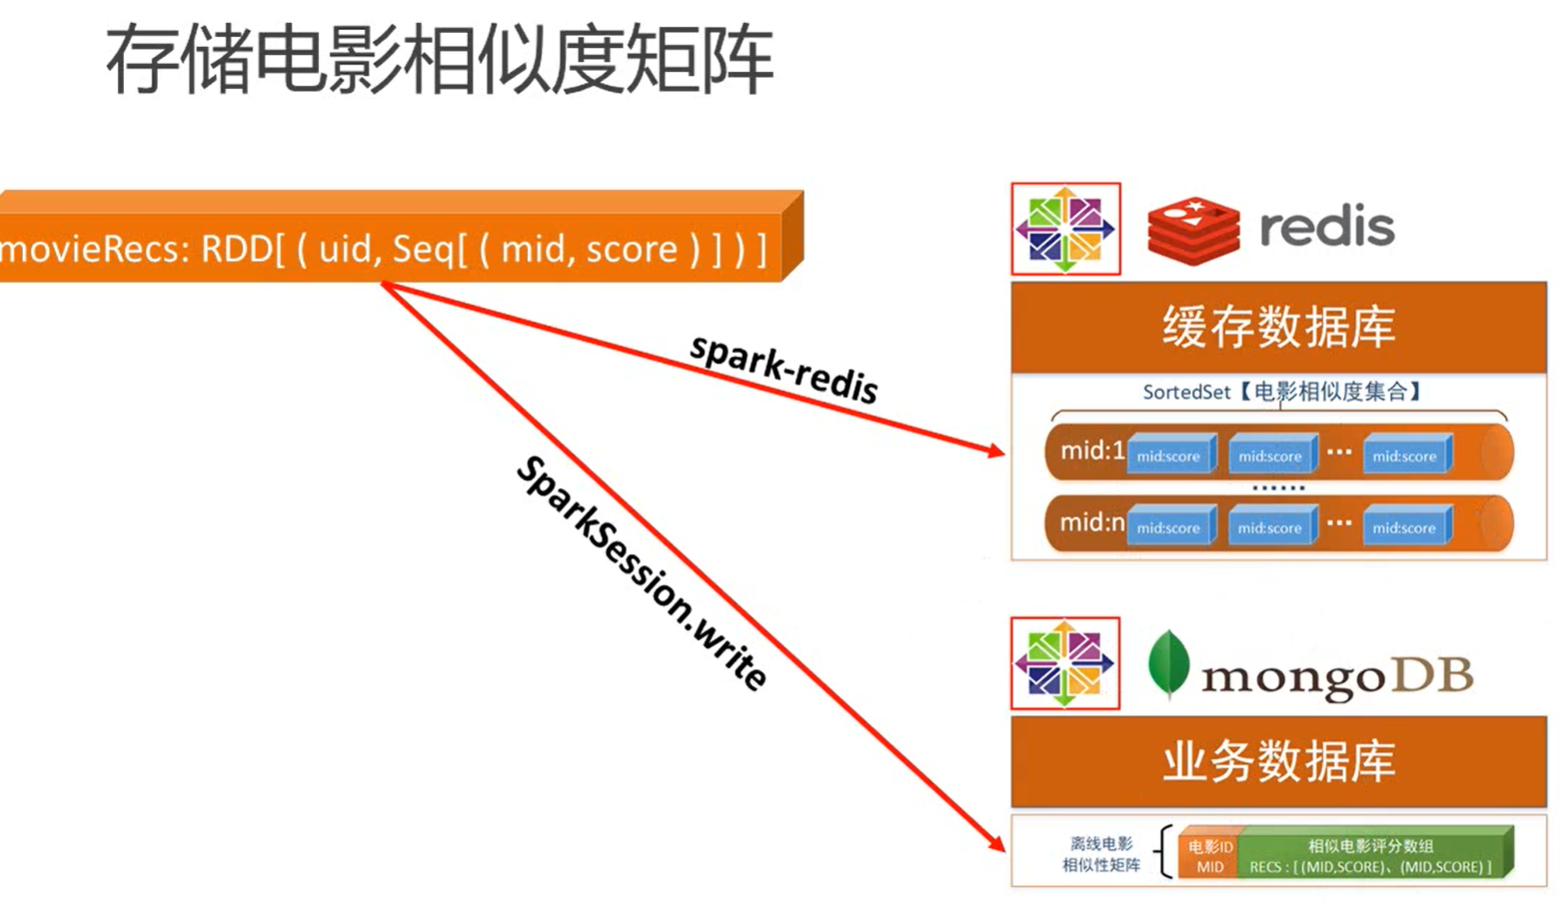 存储电影相似度矩阵
movieRecs: RDD[ ( uid, Seq[ ( mid, score ) ] ) ]
spark-redis
SparkSession.write
redis
缓存数据库
SortedSet【电影相似度集合】
mid:1 mid:score mid:score ... mid:score
......
mid:n mid:score mid:score ... mid:score
mongoDB
业务数据库
离线电影
相似性矩阵
电影ID
MID
相似电影评分数组
RECS : [ (MID,SCORE)、(MID,SCORE) ]